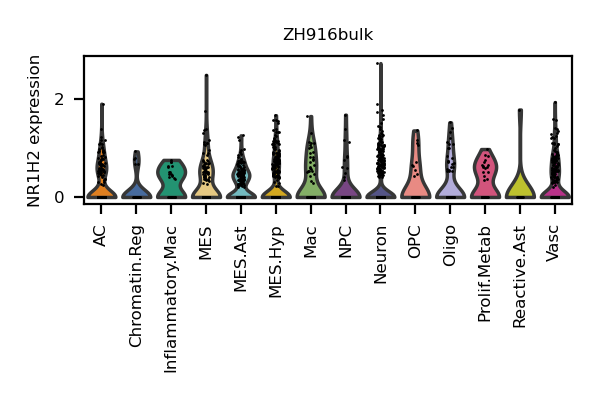 ZH916bulk
NR1H2 expression
2
0
AC
Chromatin.Reg
Inflammatory.Mac
MES
MES.Ast
MES.Hyp
Mac
NPC
Neuron
OPC
Oligo
Prolif.Metab
Reactive.Ast
Vasc